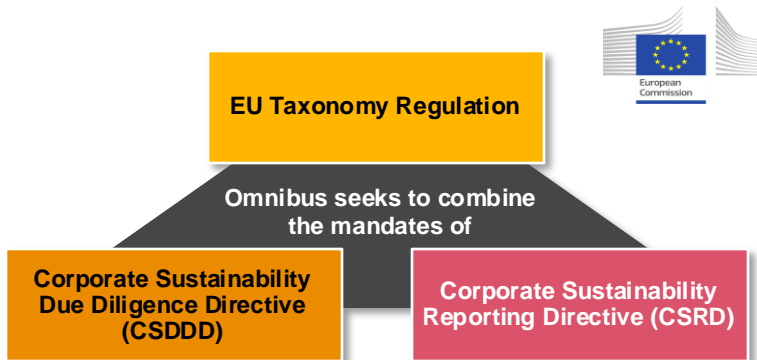 European
Commission
EU Taxonomy Regulation
Omnibus seeks to combine
the mandates of
Corporate Sustainability
Due Diligence Directive
(CSDDD)
Corporate Sustainability
Reporting Directive (CSRD)